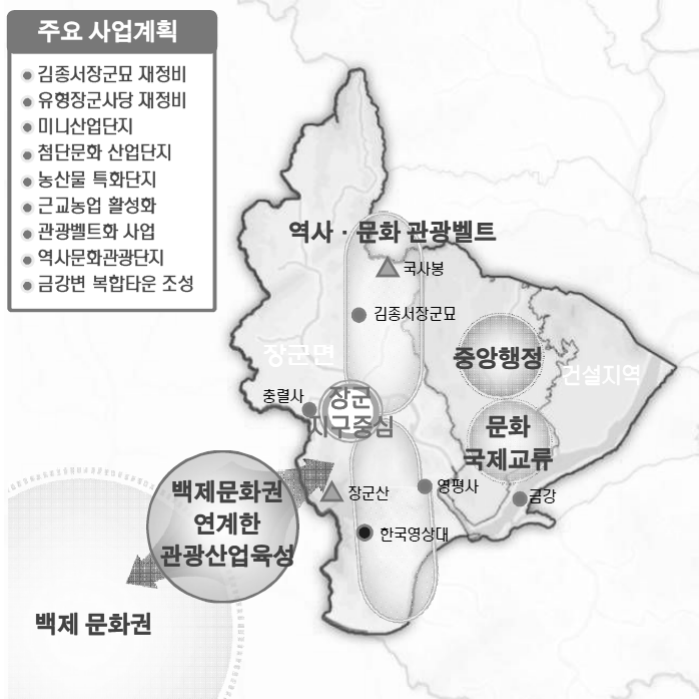 주요 사업계획
김종서장군묘 재정비
유형장군사당 재정비
미니산업단지
첨단문화 산업단지
농산물 특화단지
근교농업 활성화
관광벨트화 사업
역사문화관광단지
금강변 복합타운 조성
역사 · 문화 관광벨트
국사봉
김종서장군묘
장군면
중앙행정
건설지역
충렬사
장군
지구중심
문화
국제교류
백제문화권
연계한
관광산업육성
장군산
영평사
금강
한국영상대
백제 문화권